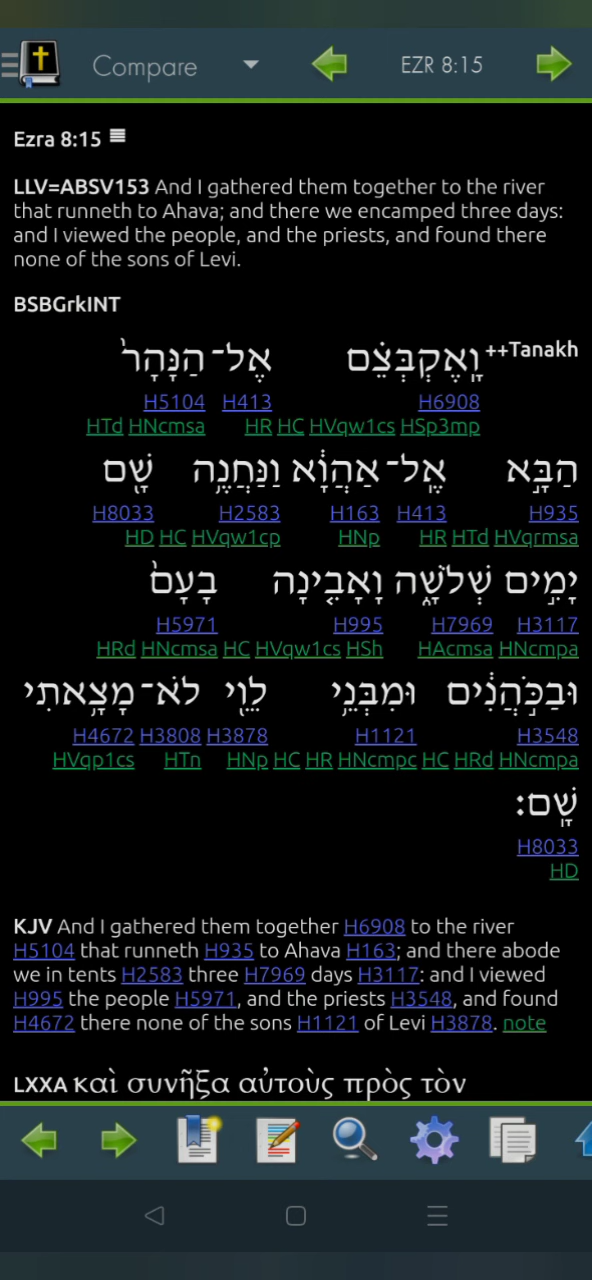 Compare
EZR 8:15
Ezra 8:15
LLV=ABSV153 And I gathered them together to the river
that runneth to Ahava; and there we encamped three days:
and I viewed the people, and the priests, and found there
none of the sons of Levi.
BSBGrkINT
++Tanakh וָֽאֶקְבְּצֵ֗ם אֶל־ הַנָּהָר֙
H5104 H413 H6908
HTd HNcmsa HR HC HVqw1cs HSp3mp
הַבָּ֣א אֶֽל־ אַהֲוָ֔א וַנַּחֲנֶ֥ה שָׁ֖ם
H8033 H2583 H163 H413 H935
HD HC HVqw1cp HNp HR HTd HVqrmsa
יָמִ֣ים שְׁלֹשָׁ֑ה וָאָבִ֤ינָה בָעָם֙
H5971 H995 H7969 H3117
HRd HNcmsa HC HVqw1cs HSh HAcmsa HNcmpa
וּבַכֹּ֣הֲנִ֔ים וּמִבְּנֵ֥י לֵוִ֖י לֹא־ מָצָ֥אתִי
H4672 H3808 H3878 H1121 H3548
HVqp1cs HTn HNp HC HR HNcmpc HC HRd HNcmpa
שָֽׁם׃
H8033
HD
KJV And I gathered them together H6908 to the river
H5104 that runneth H935 to Ahava H163; and there abode
we in tents H2583 three H7969 days H3117: and I viewed
H995 the people H5971, and the priests H3548, and found
H4672 there none of the sons H1121 of Levi H3878. note
LXXA καὶ συνῆξα αὐτοὺς πρὸς τὸν